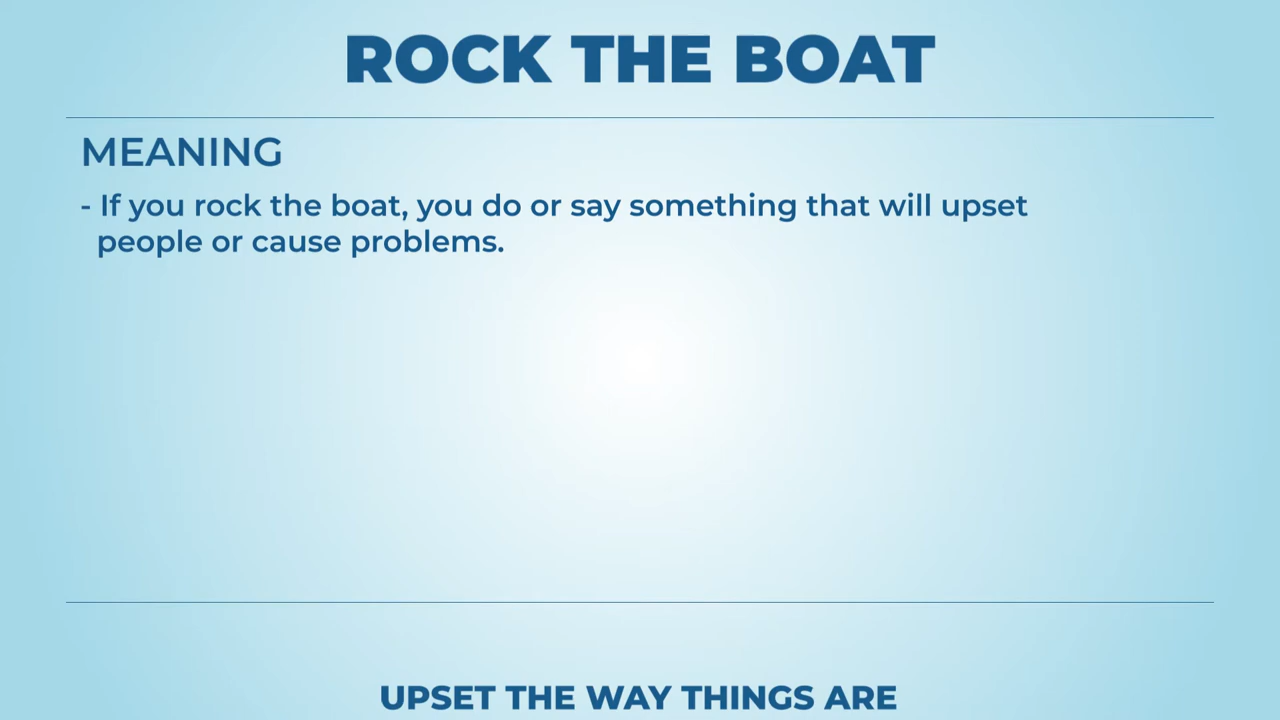 ROCK THE BOAT
MEANING
- If you rock the boat, you do or say something that will upset
people or cause problems.
UPSET THE WAY THINGS ARE